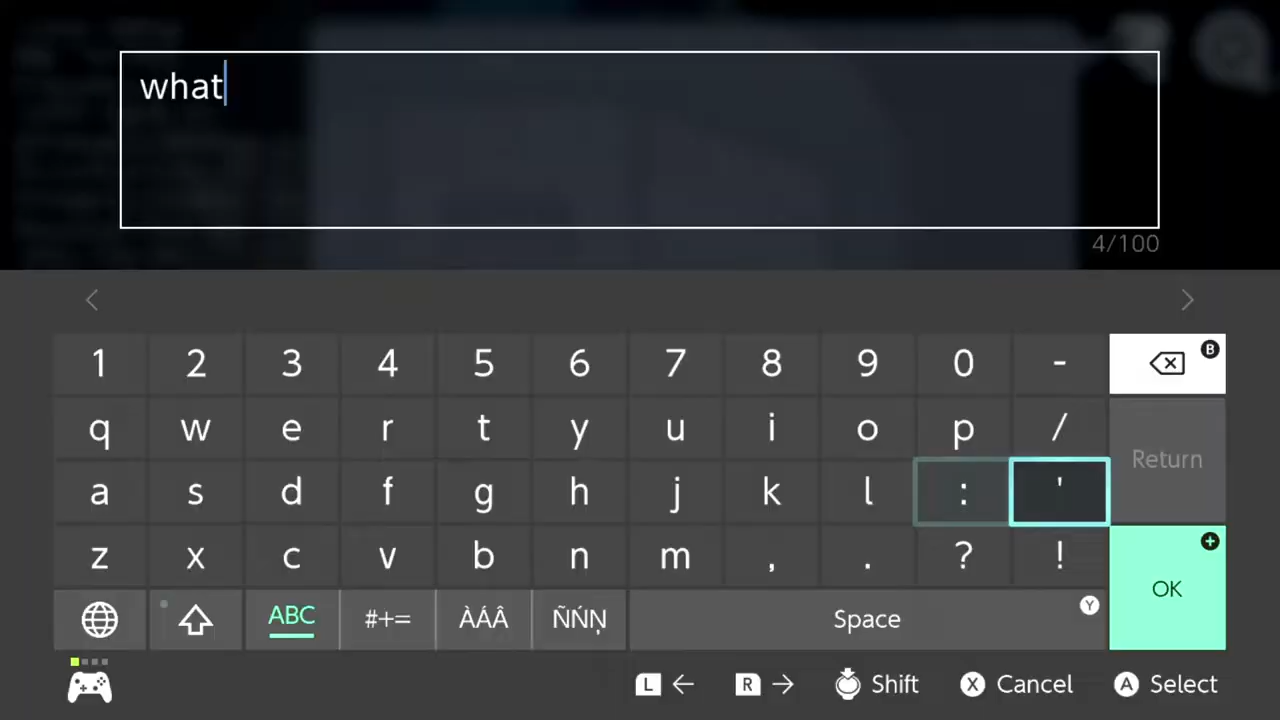 what
4/100
1 2 3 4 5 6 7 8 9 0 - B
q w e r t y u i o p /
Return
a s d f g h j k l : '
z x c v b n m , . ? ! +
OK
ABC #+= ÀÁÂ ÑŃŅ Space Y
L ← R → Shift X Cancel A Select